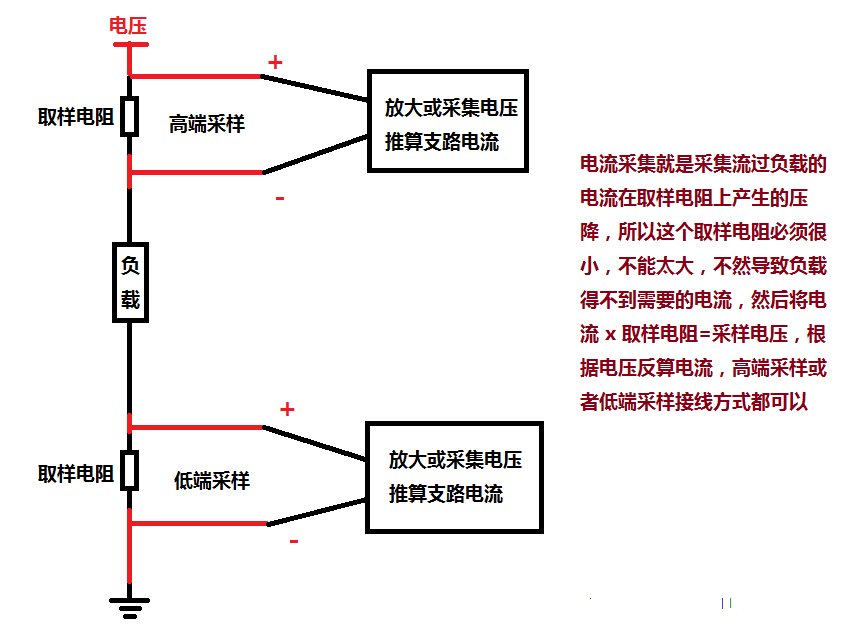 电压
+
放大或采集电压
推算支路电流
取样电阻
高端采样
-
电流采集就是采集流过负载的
电流在取样电阻上产生的压
降，所以这个取样电阻必须很
小，不能太大，不然导致负载
得不到需要的电流，然后将电
流 x 取样电阻=采样电压，根
据电压反算电流，高端采样或
者低端采样接线方式都可以
负
载
+
放大或采集电压
推算支路电流
取样电阻
低端采样
-